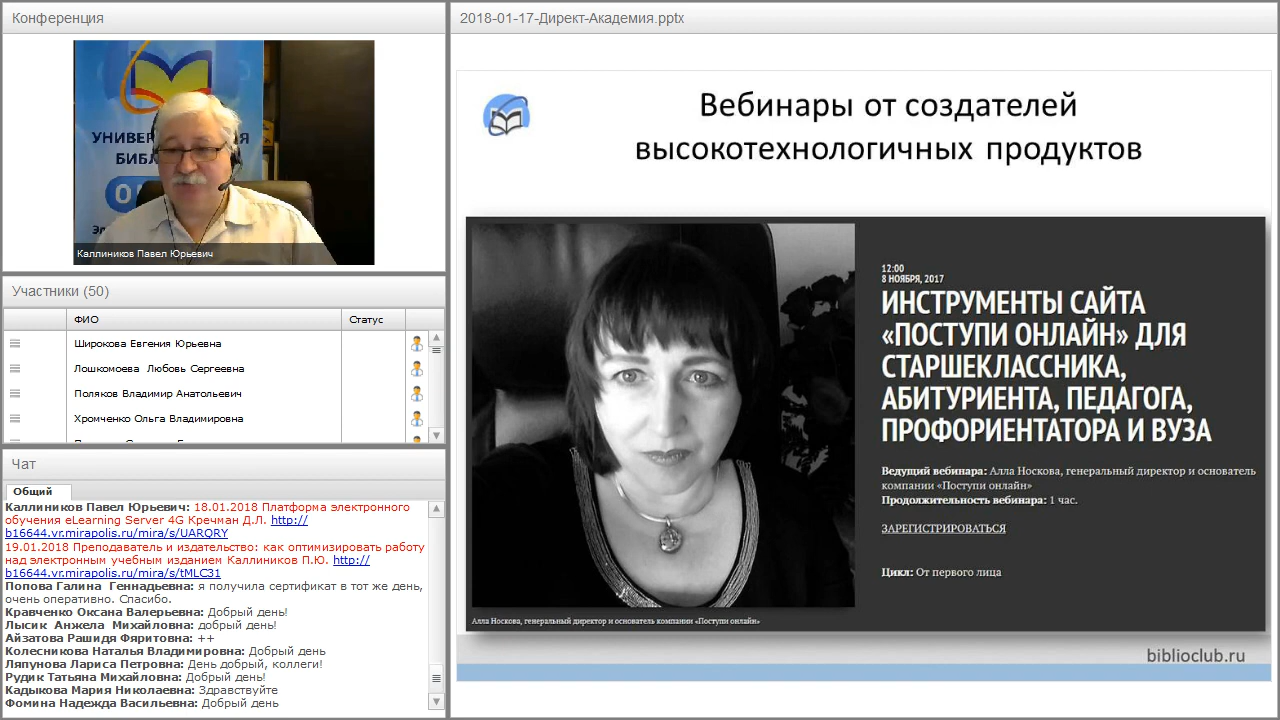 Конференция
УНИВЕР
АЯ
БИБЛ
Каллиников Павел Юрьевич
Участники (50)
ФИО
Статус
Широкова Евгения Юрьевна
Лошкомоева Любовь Сергеевна
Поляков Владимир Анатольевич
Хромченко Ольга Владимировна
Чат
Общий
Каллиников Павел Юрьевич: 18.01.2018 Платформа электронного
обучения eLearning Server 4G Кречман Д.Л. http://
b16644.vr.mirapolis.ru/mira/s/UARQRY
19.01.2018 Преподаватель и издательство: как оптимизировать работу
над электронным учебным изданием Каллиников П.Ю. http://
b16644.vr.mirapolis.ru/mira/s/tMLC31
Попова Галина Геннадьевна: я получила сертификат в тот же день,
очень оперативно. Спасибо.
Кравченко Оксана Валерьевна: Добрый день!
Лысик Анжела Михайловна: добрый день!
Айзатова Рашидя Фяритовна: ++
Колесникова Наталья Владимировна: Добрый день
Ляпунова Лариса Петровна: День добрый, коллеги!
Рудик Татьяна Михайловна: Добрый день!
Кадыкова Мария Николаевна: Здравствуйте
Фомина Надежда Васильевна: Добрый день
2018-01-17-Директ-Академия.pptx
Вебинары от создателей
высокотехнологичных продуктов
12:00
8 НОЯБРЯ, 2017
ИНСТРУМЕНТЫ САЙТА
«ПОСТУПИ ОНЛАЙН» ДЛЯ
СТАРШЕКЛАССНИКА,
АБИТУРИЕНТА, ПЕДАГОГА,
ПРОФОРИЕНТАТОРА И ВУЗА
Ведущий вебинара: Алла Носкова, генеральный директор и основатель
компании «Поступи онлайн»
Продолжительность вебинара: 1 час.
ЗАРЕГИСТРИРОВАТЬСЯ
Цикл: От первого лица
Алла Носкова, генеральный директор и основатель компании «Поступи онлайн»
biblioclub.ru